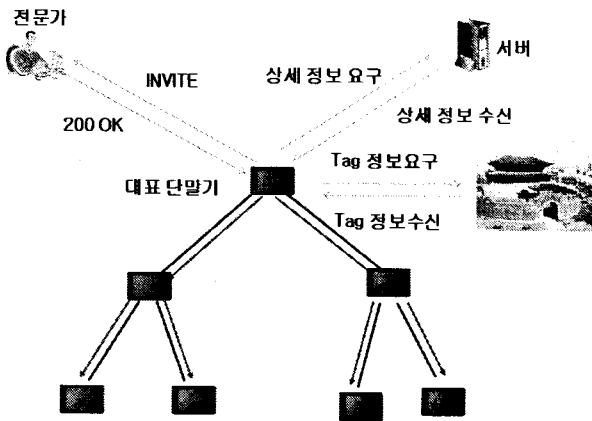 전문가
서버
INVITE
상세 정보 요구
200 OK
상세 정보 수신
Tag 정보요구
대표 단말기
Tag 정보수신